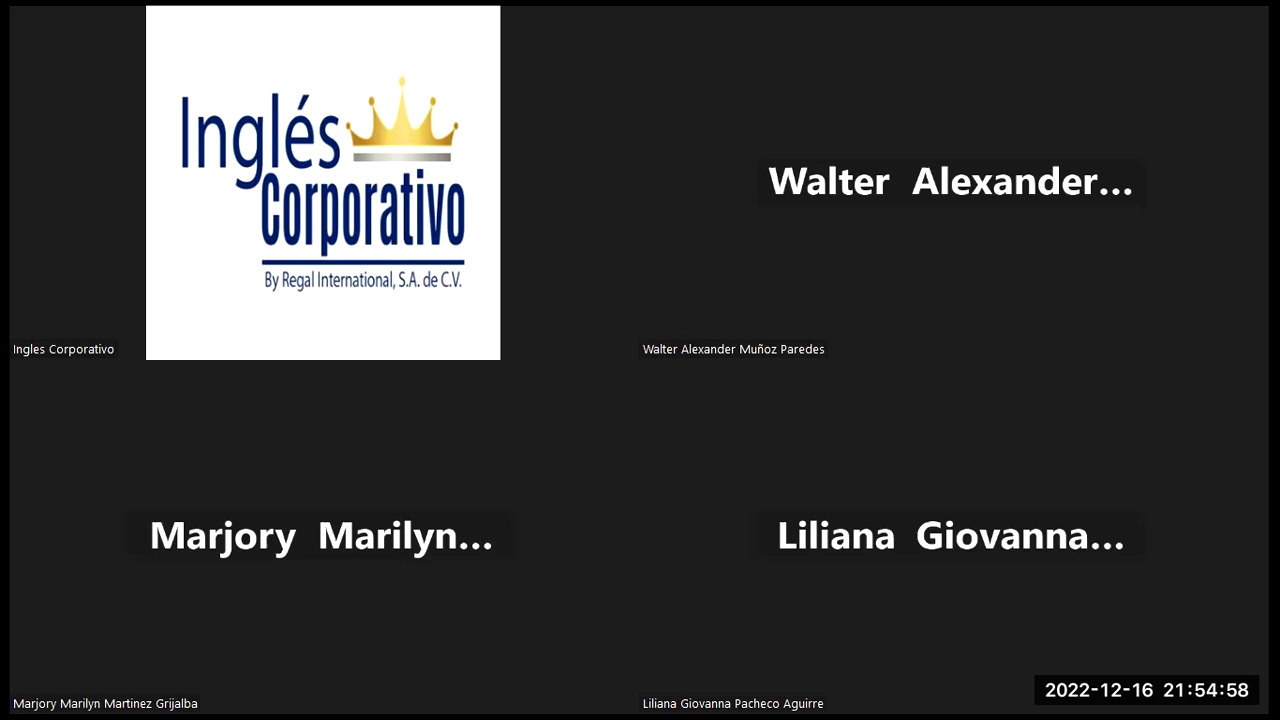 Inglés
Corporativo
By Regal International, S.A. de C.V.
Ingles Corporativo
Walter Alexander...
Walter Alexander Muñoz Paredes
Marjory Marilyn...
Marjory Marilyn Martinez Grijalba
Liliana Giovanna...
Liliana Giovanna Pacheco Aguirre
2022-12-16 21:54:58